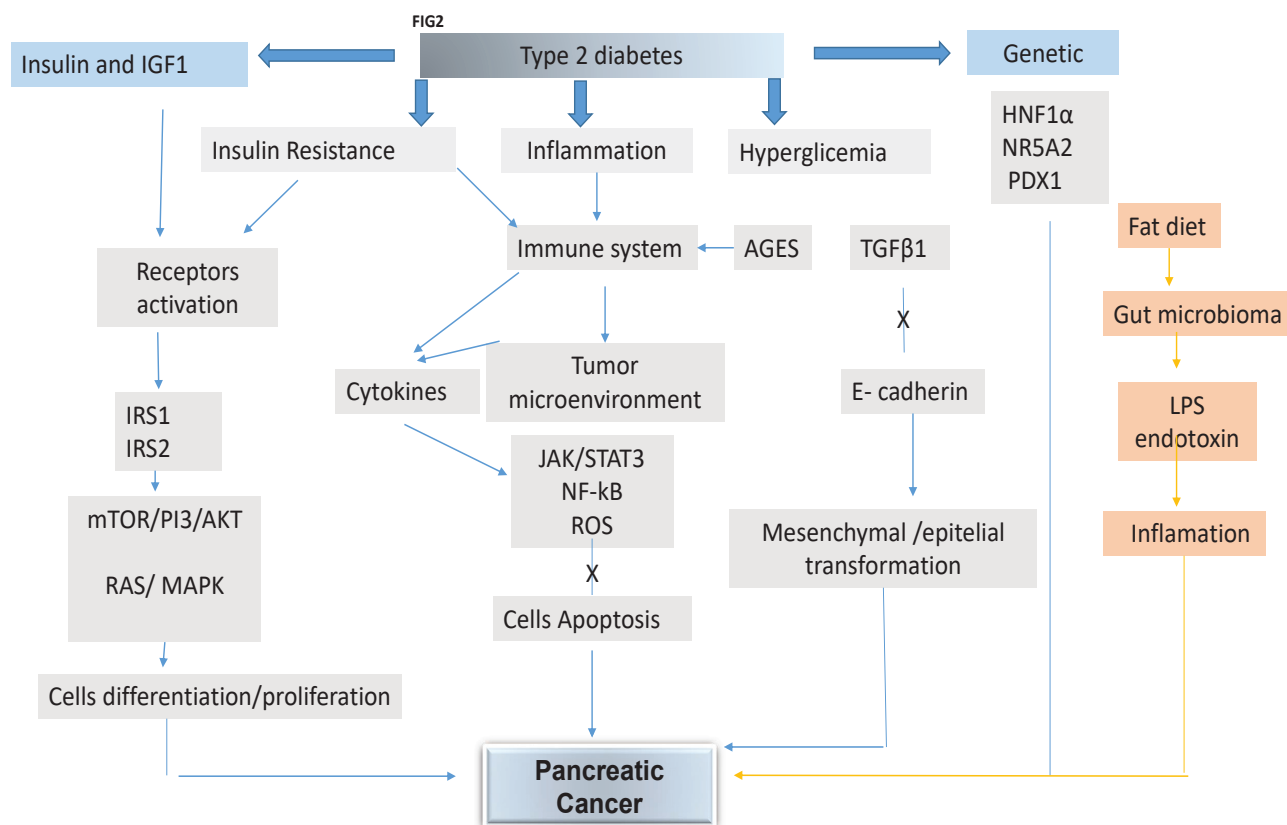 FIG2
Type 2 diabetes
Insulin and IGF1
Genetic
HNF1α
NR5A2
PDX1
Insulin Resistance
Inflammation
Hyperglicemia
Fat diet
Immune system
AGES
TGFβ1
Receptors
activation
Gut microbioma
X
Tumor
microenvironment
Cytokines
E- cadherin
LPS
endotoxin
IRS1
IRS2
JAK/STAT3
NF-kB
ROS
mTOR/PI3/AKT
RAS/ MAPK
Mesenchymal /epitelial
transformation
Inflamation
X
Cells Apoptosis
Cells differentiation/proliferation
Pancreatic
Cancer